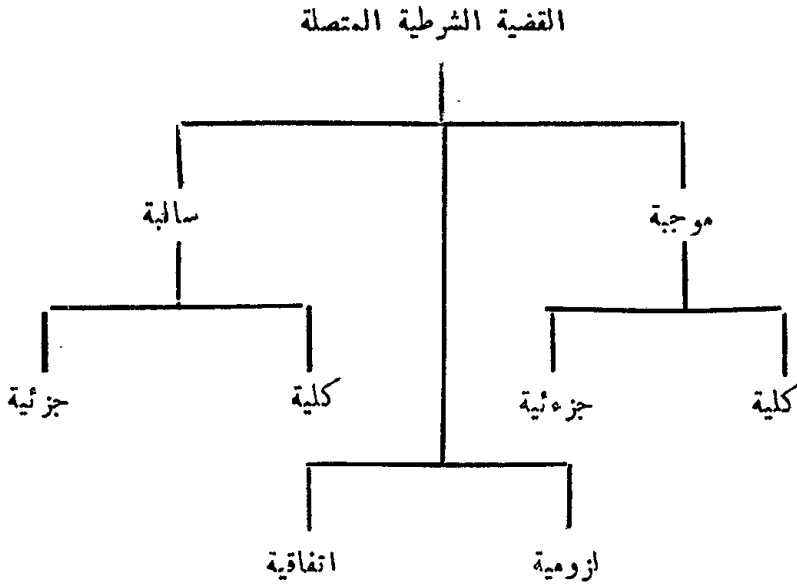 القضية الشرطية المتصلة
موجبة
سالبة
كلية
جزءئية
كلية
جزئية
لزومية
اتفاقية